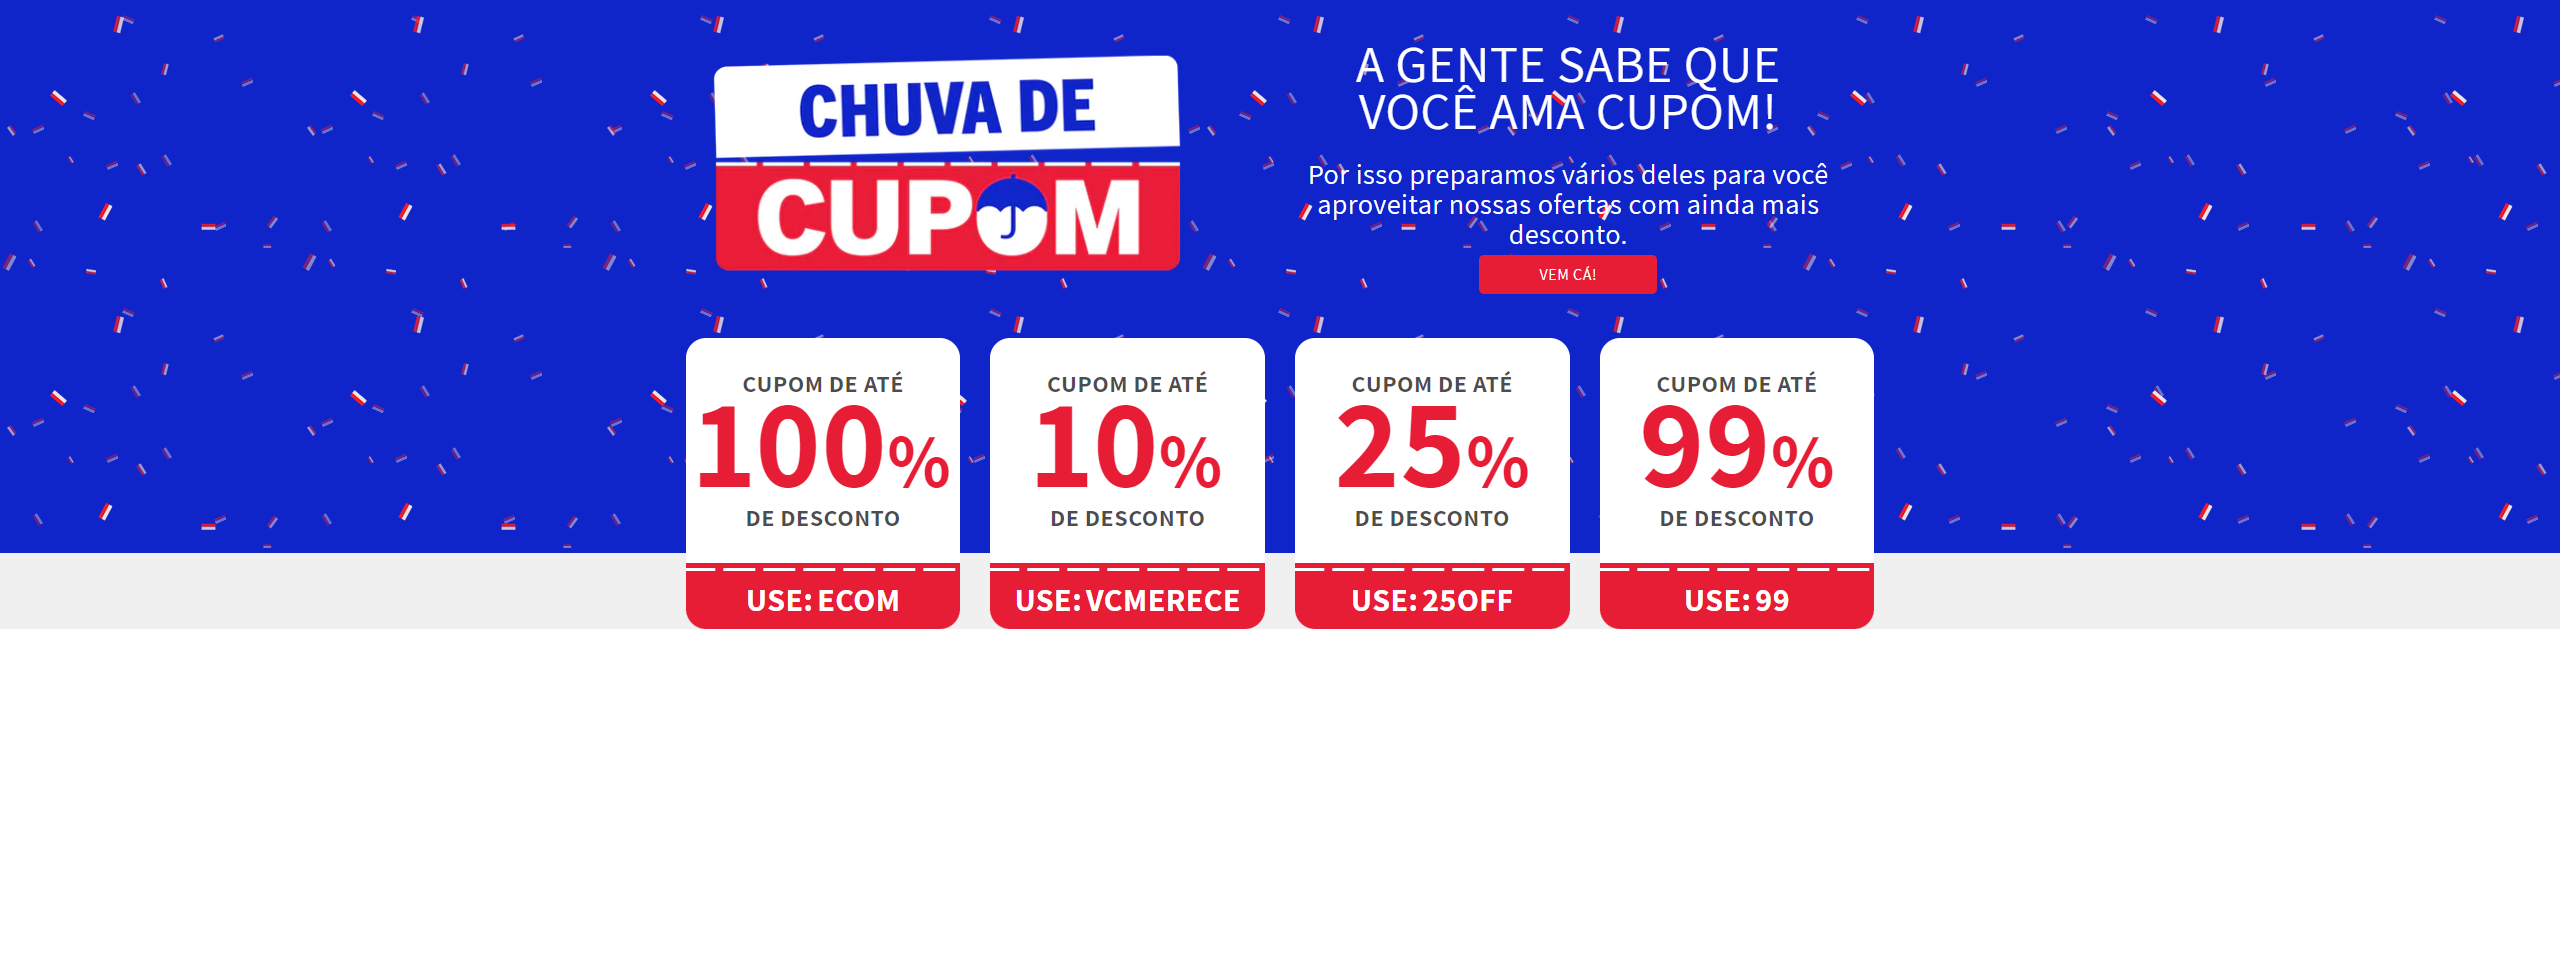 CHUVA DE
CUPOM
A GENTE SABE QUE
VOCÊ AMA CUPOM!
Por isso preparamos vários deles para você
aproveitar nossas ofertas com ainda mais
desconto.
VEM CÁ!
CUPOM DE ATÉ
100%
DE DESCONTO
USE: ECOM
CUPOM DE ATÉ
10%
DE DESCONTO
USE: VCMERECE
CUPOM DE ATÉ
25%
DE DESCONTO
USE: 25OFF
CUPOM DE ATÉ
99%
DE DESCONTO
USE: 99